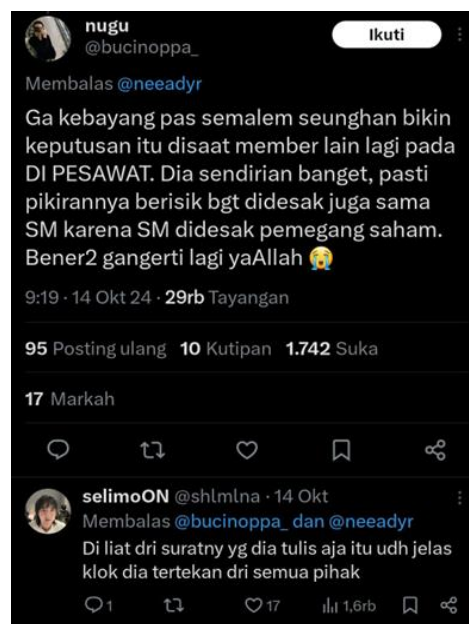 nugu
@bucinoppa_
Ikuti
Membalas @neeadyr
Ga kebayang pas semalem seunghan bikin
keputusan itu disaat member lain lagi pada
DI PESAWAT. Dia sendirian banget, pasti
pikirannya berisik bgt didesak juga sama
SM karena SM didesak pemegang saham.
Bener2 gangerti lagi yaAllah 😭
9:19 · 14 Okt 24 · 29rb Tayangan
95 Posting ulang 10 Kutipan 1.742 Suka
17 Markah
selimoON @shlmlna · 14 Okt
Membalas @bucinoppa_ dan @neeadyr
Di liat dri suratny yg dia tulis aja itu udh jelas
klok dia tertekan dri semua pihak
1 17 1,6rb